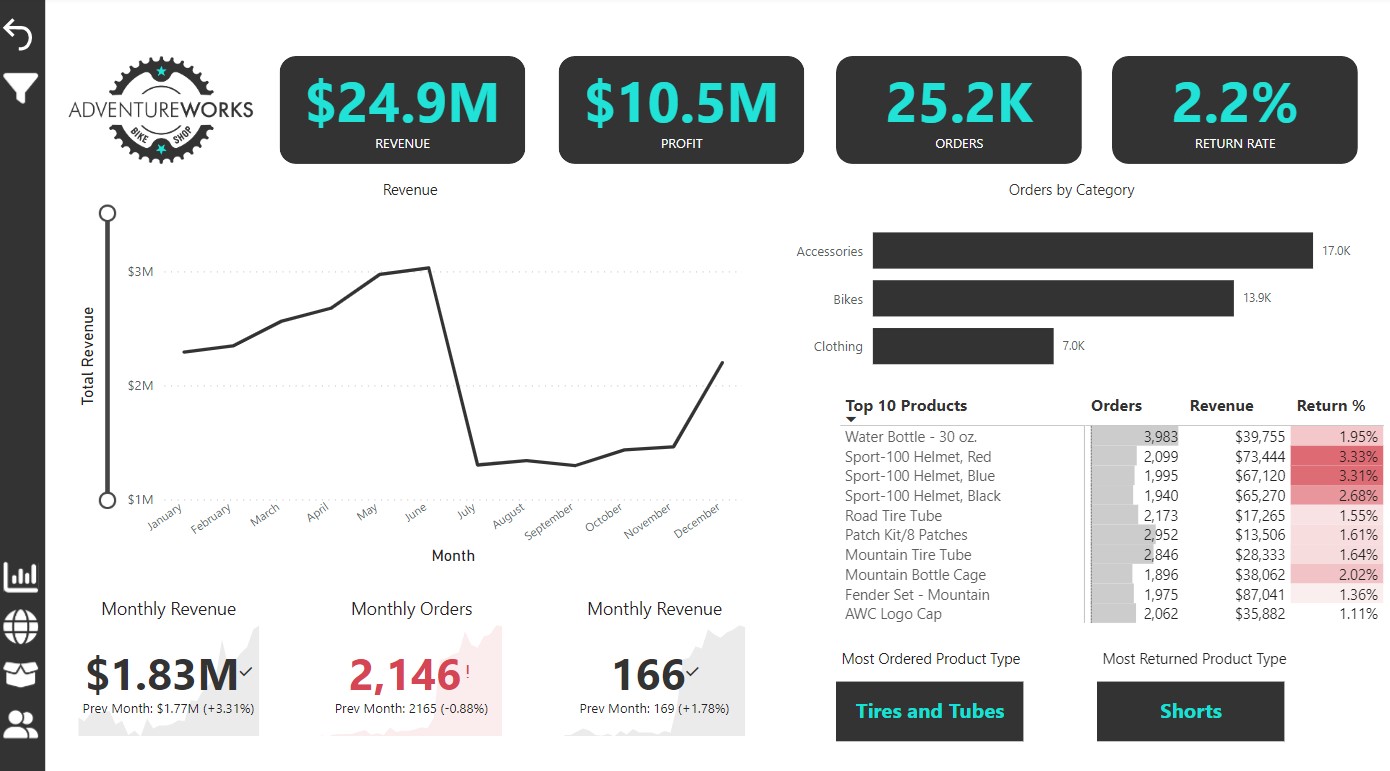 ADVENTUREWORKS
BIKE SHOP
$24.9M
REVENUE
$10.5M
PROFIT
25.2K
ORDERS
2.2%
RETURN RATE
Revenue
Total Revenue
$3M
$2M
$1M
January February March April May June July August September October November December
Month
Orders by Category
Accessories 17.0K
Bikes 13.9K
Clothing 7.0K
Top 10 Products Orders Revenue Return %
Water Bottle - 30 oz. 3,983 $39,755 1.95%
Sport-100 Helmet, Red 2,099 $73,444 3.33%
Sport-100 Helmet, Blue 1,995 $67,120 3.31%
Sport-100 Helmet, Black 1,940 $65,270 2.68%
Road Tire Tube 2,173 $17,265 1.55%
Patch Kit/8 Patches 2,952 $13,506 1.61%
Mountain Tire Tube 2,846 $28,333 1.64%
Mountain Bottle Cage 1,896 $38,062 2.02%
Fender Set - Mountain 1,975 $87,041 1.36%
AWC Logo Cap 2,062 $35,882 1.11%
Monthly Revenue
$1.83M
Prev Month: $1.77M (+3.31%)
Monthly Orders
2,146!
Prev Month: 2165 (-0.88%)
Monthly Revenue
166
Prev Month: 169 (+1.78%)
Most Ordered Product Type
Tires and Tubes
Most Returned Product Type
Shorts